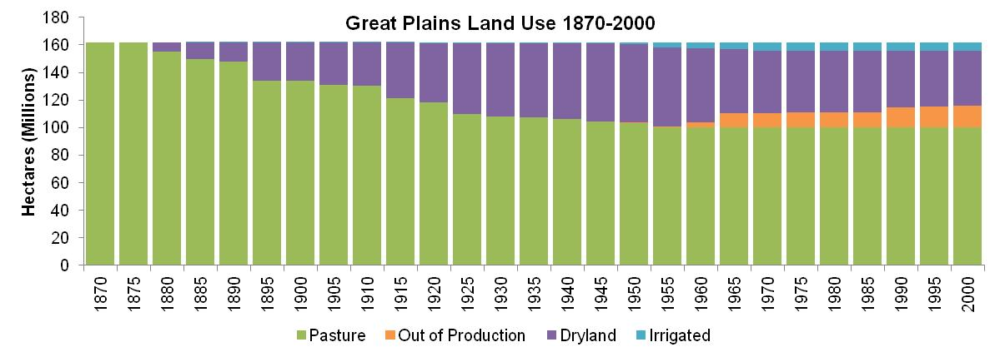 Great Plains Land Use 1870-2000
Hectares (Millions)
180
160
140
120
100
80
60
40
20
0
1870 1875 1880 1885 1890 1895 1900 1905 1910 1915 1920 1925 1930 1935 1940 1945 1950 1955 1960 1965 1970 1975 1980 1985 1990 1995 2000
Pasture Out of Production Dryland Irrigated